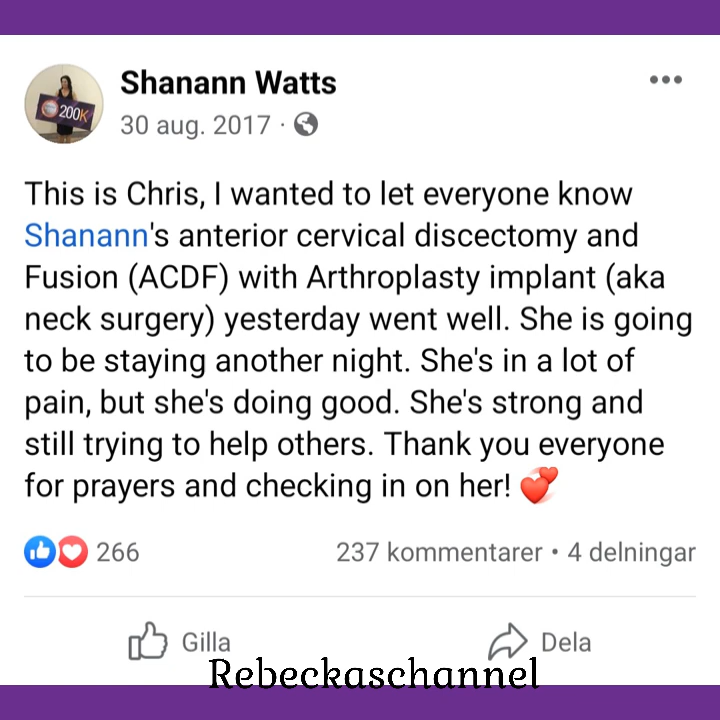 Shanann Watts
30 aug. 2017 ·
200K
This is Chris, I wanted to let everyone know
Shanann's anterior cervical discectomy and
Fusion (ACDF) with Arthroplasty implant (aka
neck surgery) yesterday went well. She is going
to be staying another night. She's in a lot of
pain, but she's doing good. She's strong and
still trying to help others. Thank you everyone
for prayers and checking in on her! 💞
266
237 kommentarer • 4 delningar
Gilla
Dela
Rebeckaschannel